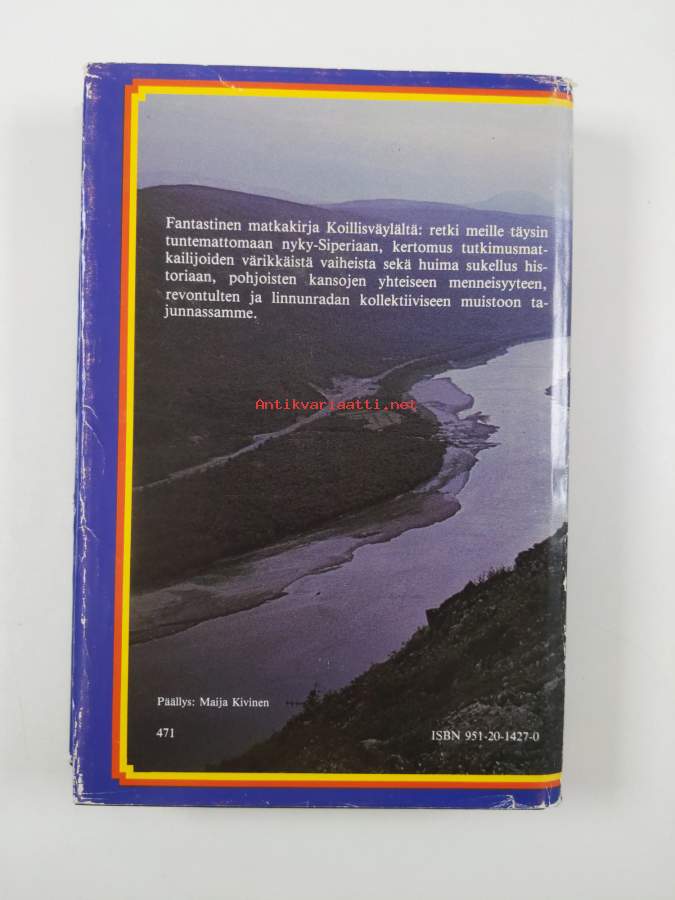 Fantastinen matkakirja Koillisväylältä: retki meille täysin
tuntemattomaan nyky-Siperiaan, kertomus tutkimusmat-
kailijoiden värikkäistä vaiheista sekä huima sukellus his-
toriaan, pohjoisten kansojen yhteiseen menneisyyteen,
revontulten ja linnunradan kollektiiviseen muistoon ta-
junnassamme.
Antikvariaatti.net
Päällys: Maija Kivinen
471
ISBN 951-20-1427-0